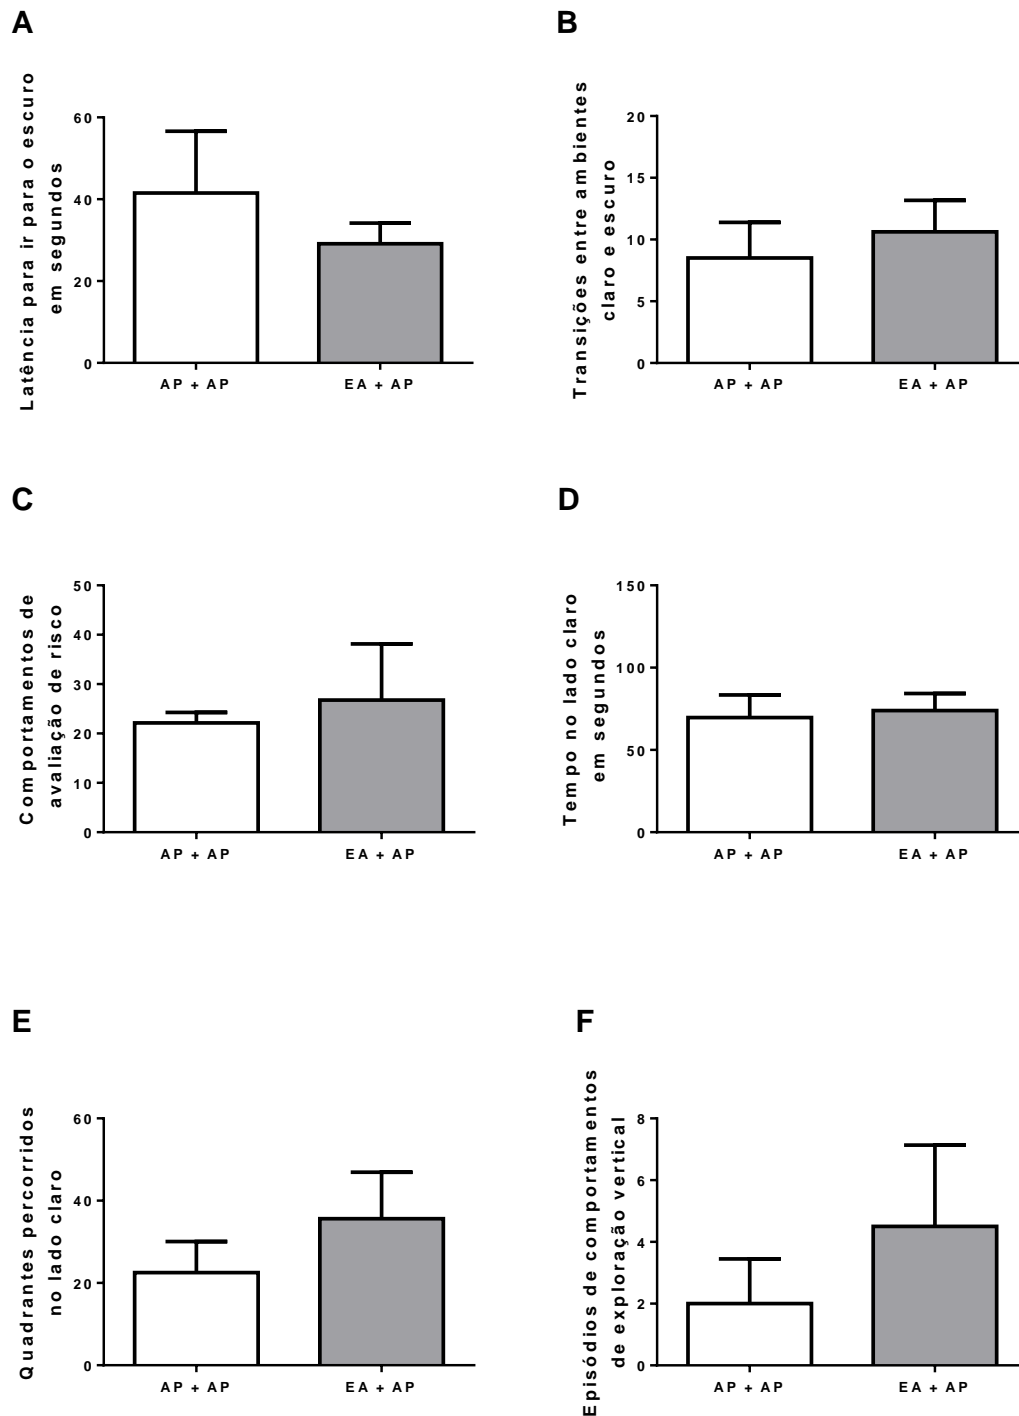 A
Latência para ir para o escuro
em segundos
60
40
20
0
AP + AP
EA + AP
B
Transições entre ambientes
claro e escuro
20
15
10
5
0
AP + AP
EA + AP
C
Comportamentos de
avaliação de risco
50
40
30
20
10
0
AP + AP
EA + AP
D
Tempo no lado claro
em segundos
150
100
50
0
AP + AP
EA + AP
E
Quadrantes percorridos
no lado claro
60
40
20
0
AP + AP
EA + AP
F
Episódios de comportamentos
de exploração vertical
8
6
4
2
0
AP + AP
EA + AP